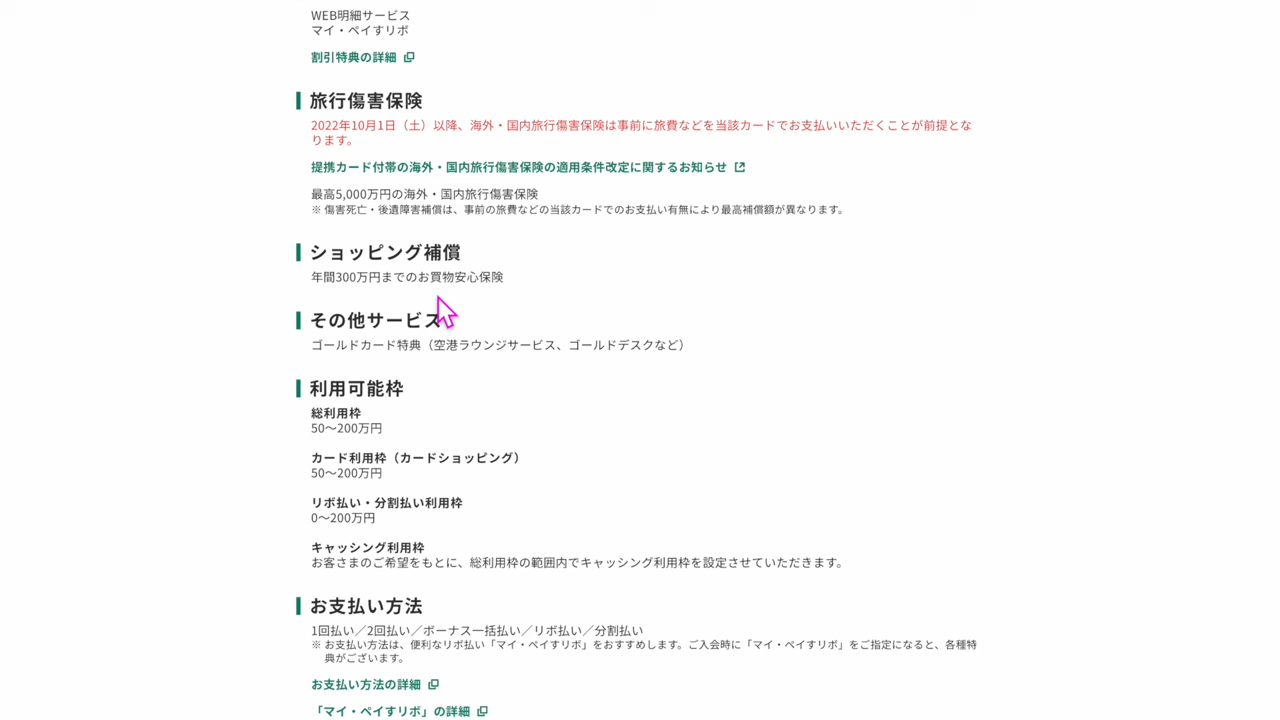 WEB明細サービス
マイ・ペイすリボ
割引特典の詳細
旅行傷害保険
2022年10月1日（土）以降、海外・国内旅行傷害保険は事前に旅費などを当該カードでお支払いいただくことが前提とな
ります。
提携カード付帯の海外・国内旅行傷害保険の適用条件改定に関するお知らせ
最高5,000万円の海外・国内旅行傷害保険
※ 傷害死亡・後遺障害補償は、事前の旅費などの当該カードでのお支払い有無により最高補償額が異なります。
ショッピング補償
年間300万円までのお買物安心保険
その他サービス
ゴールドカード特典（空港ラウンジサービス、ゴールドデスクなど）
利用可能枠
総利用枠
50〜200万円
カード利用枠（カードショッピング）
50〜200万円
リボ払い・分割払い利用枠
0〜200万円
キャッシング利用枠
お客さまのご希望をもとに、総利用枠の範囲内でキャッシング利用枠を設定させていただきます。
お支払い方法
1回払い／2回払い／ボーナス一括払い／リボ払い／分割払い
※ お支払い方法は、便利なリボ払い「マイ・ペイすリボ」をおすすめします。ご入会時に「マイ・ペイすリボ」をご指定になると、各種特
典がございます。
お支払い方法の詳細
「マイ・ペイすリボ」の詳細